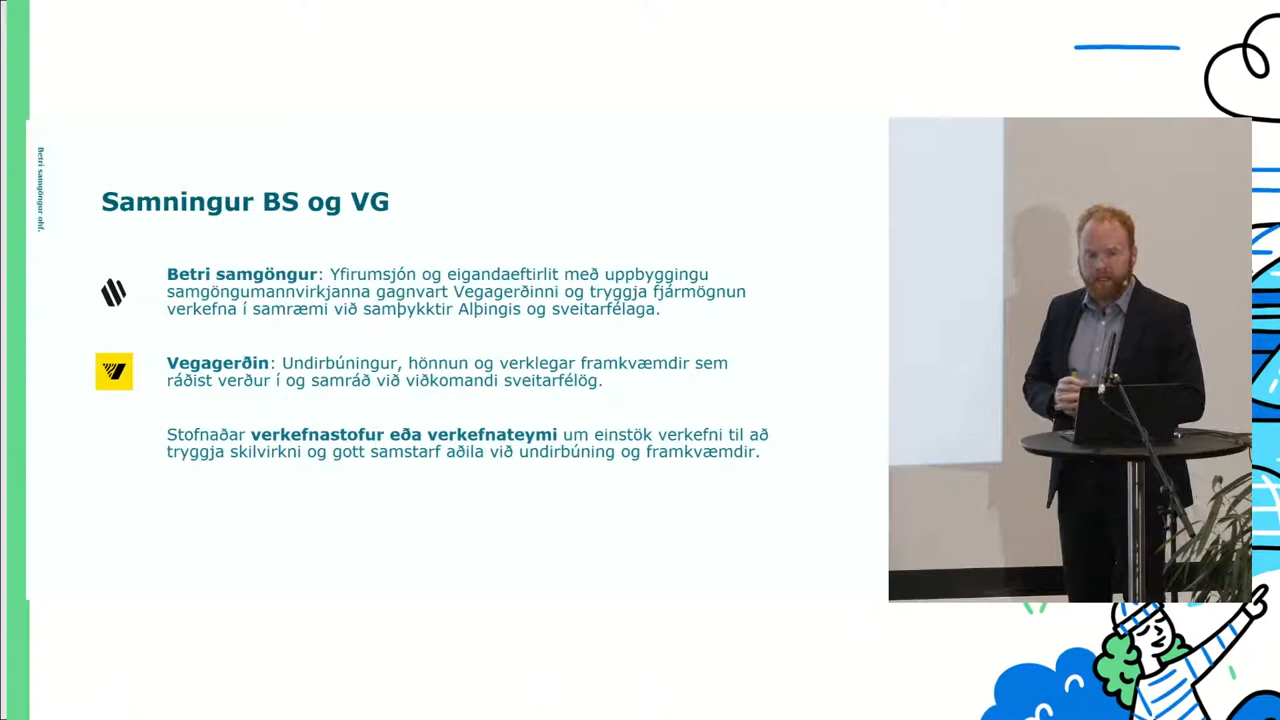 Betri samgöngur ohf.
Samningur BS og VG
Betri samgöngur: Yfirumsjón og eigandaeftirlit með uppbyggingu
samgöngumannvirkjanna gagnvart Vegagerðinni og tryggja fjármögnun
verkefna í samræmi við samþykktir Alþingis og sveitarfélaga.
Vegagerðin: Undirbúningur, hönnun og verklegar framkvæmdir sem
ráðist verður í og samráð við viðkomandi sveitarfélög.
Stofnaðar verkefnastofur eða verkefnateymi um einstök verkefni til að
tryggja skilvirkni og gott samstarf aðila við undirbúning og framkvæmdir.